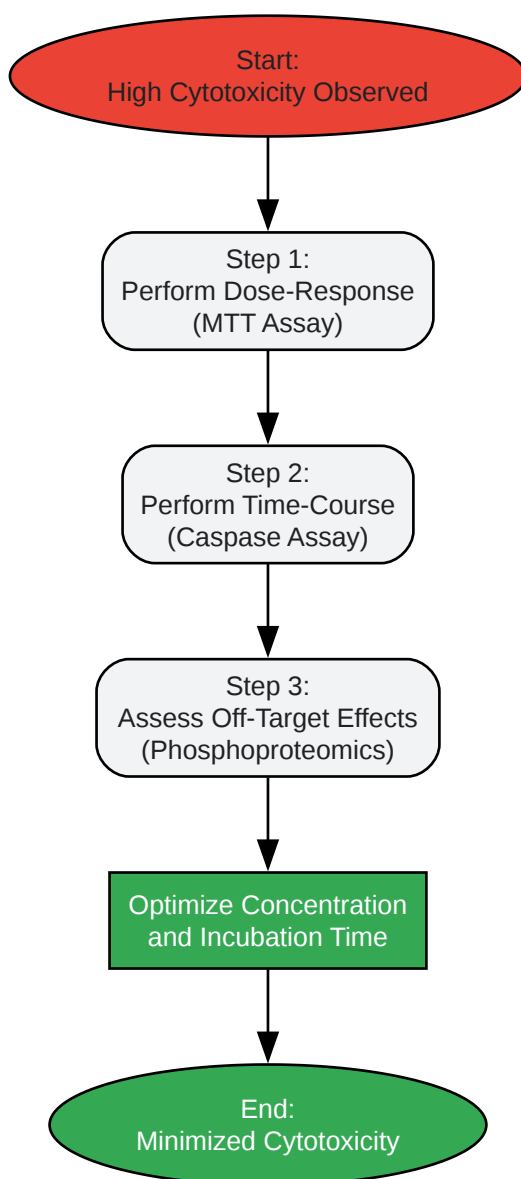 Start:
High Cytotoxicity Observed
Step 1:
Perform Dose-Response
(MTT Assay)
Step 2:
Perform Time-Course
(Caspase Assay)
Step 3:
Assess Off-Target Effects
(Phosphoproteomics)
Optimize Concentration
and Incubation Time
End:
Minimized Cytotoxicity